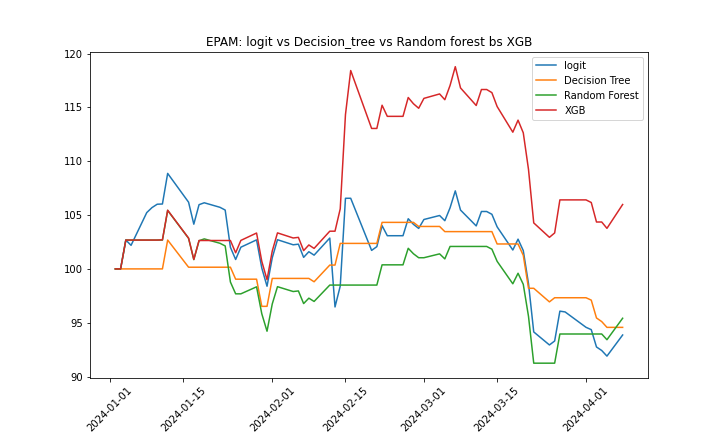 EPAM: logit vs Decision_tree vs Random forest bs XGB
120
115
110
105
100
95
90
logit
Decision Tree
Random Forest
XGB
2024-01-01
2024-01-15
2024-02-01
2024-02-15
2024-03-01
2024-03-15
2024-04-01